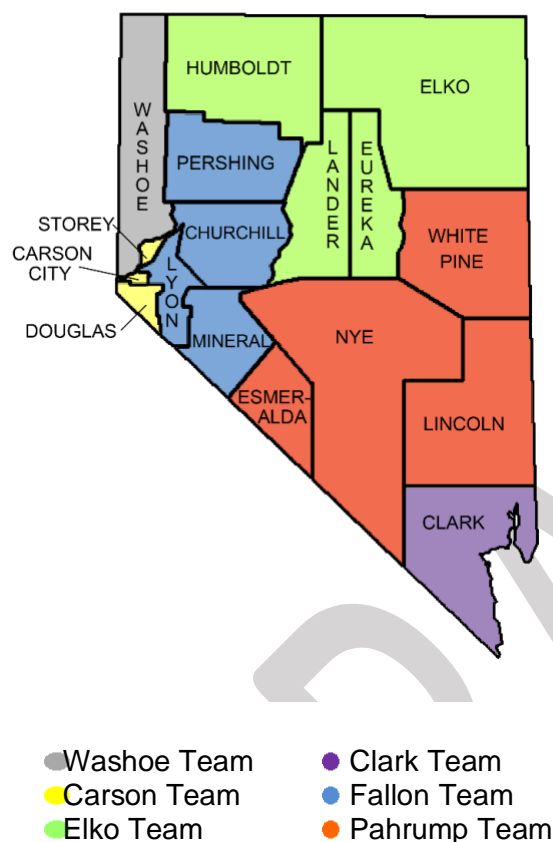 HUMBOLDT
ELKO
WASHOE
PERSHING
LANDER
EUREKA
STOREY
CHURCHILL
CARSON
CITY
WHITE
PINE
LYON
DOUGLAS
MINERAL
NYE
ESMER-
ALDA
LINCOLN
CLARK
Washoe Team
Clark Team
Carson Team
Fallon Team
Elko Team
Pahrump Team